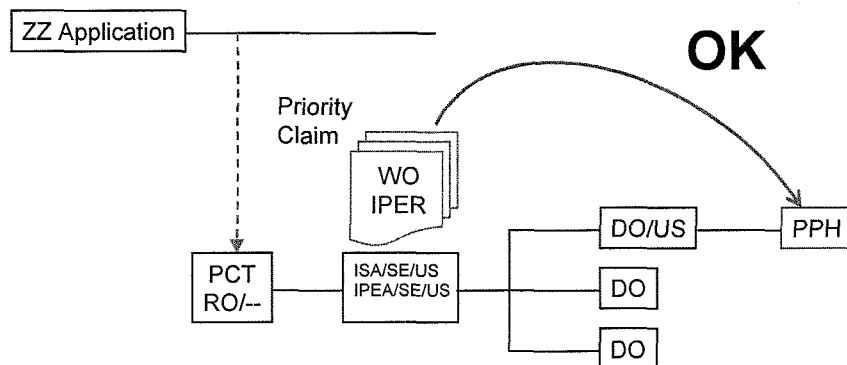 ZZ Application
OK
Priority
Claim
WO
IPER
DO/US
PPH
PCT
RO/--
ISA/SE/US
IPEA/SE/US
DO
DO